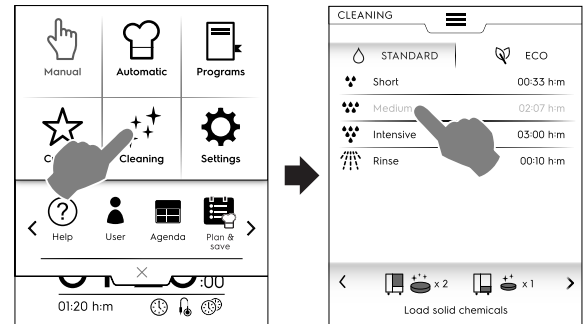 Manual Automatic Programs
Cleaning Settings
? Help User Agenda Plan &
save
:00
01:20 h:m
CLEANING
STANDARD ECO
Short 00:33 h:m
Medium 02:07 h:m
Intensive 03:00 h:m
Rinse 00:10 h:m
x 2 x 1
Load solid chemicals